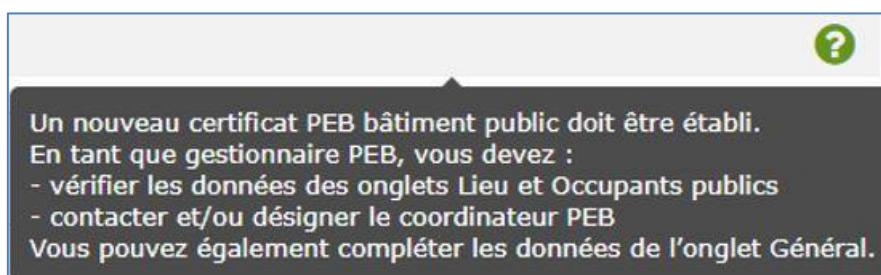 ?
Un nouveau certificat PEB bâtiment public doit être établi.
En tant que gestionnaire PEB, vous devez :
- vérifier les données des onglets Lieu et Occupants publics
- contacter et/ou désigner le coordinateur PEB
Vous pouvez également compléter les données de l’onglet Général.